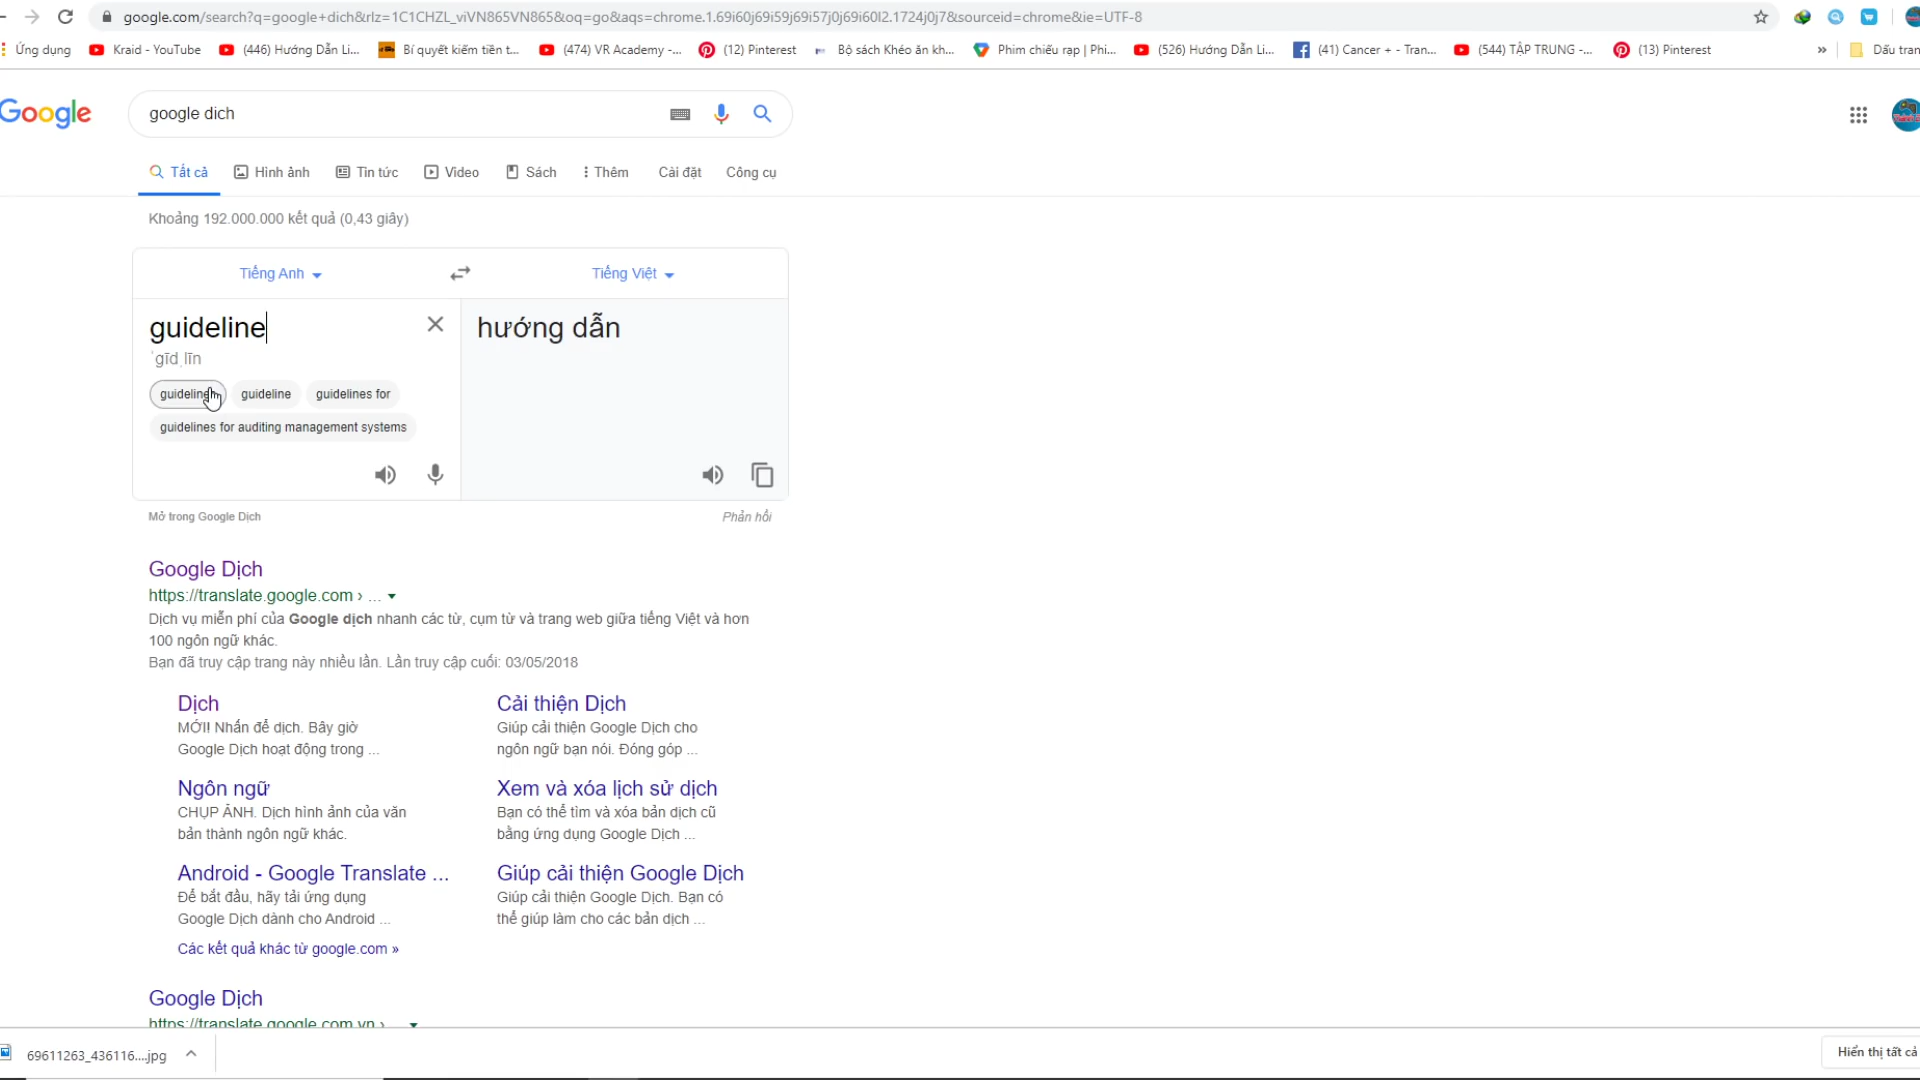 google.com/search?q=google+dich&rlz=1C1CHZL_viVN865VN865&oq=go&aqs=chrome.1.69i60j69i59j69i57j0j69i60l2.1724j0j7&sourceid=chrome&ie=UTF-8
Ứng dụng Kraid - YouTube (446) Hướng Dẫn Li... Bí quyết kiếm tiền t... (474) VR Academy -... (12) Pinterest Bộ sách Khéo ăn kh... Phim chiếu rạp | Phi... (526) Hướng Dẫn Li... (41) Cancer + - Tran... (544) TẬP TRUNG -... (13) Pinterest » Dấu tran
Google google dich
Tất cả Hình ảnh Tin tức Video Sách Thêm Cài đặt Công cụ
Khoảng 192.000.000 kết quả (0,43 giây)
Tiếng Anh Tiếng Việt
guideline hướng dẫn
ˈgīdˌlīn
guideline guidelines for
guidelines for auditing management systems
Mở trong Google Dịch Phản hồi
Google Dịch
https://translate.google.com › ...
Dịch vụ miễn phí của Google dịch nhanh các từ, cụm từ và trang web giữa tiếng Việt và hơn
100 ngôn ngữ khác.
Bạn đã truy cập trang này nhiều lần. Lần truy cập cuối: 03/05/2018
Dịch Cải thiện Dịch
MỚI! Nhấn để dịch. Bây giờ Giúp cải thiện Google Dịch cho
Google Dịch hoạt động trong ... ngôn ngữ bạn nói. Đóng góp ...
Ngôn ngữ Xem và xóa lịch sử dịch
CHỤP ẢNH. Dịch hình ảnh của văn Bạn có thể tìm và xóa bản dịch cũ
bản thành ngôn ngữ khác. bằng ứng dụng Google Dịch ...
Android - Google Translate ... Giúp cải thiện Google Dịch
Để bắt đầu, hãy tải ứng dụng Giúp cải thiện Google Dịch. Bạn có
Google Dịch dành cho Android ... thể giúp làm cho các bản dịch ...
Các kết quả khác từ google.com »
Google Dịch
https://translate.google.com.vn ›
69611263_436116....jpg Hiển thị tất cả